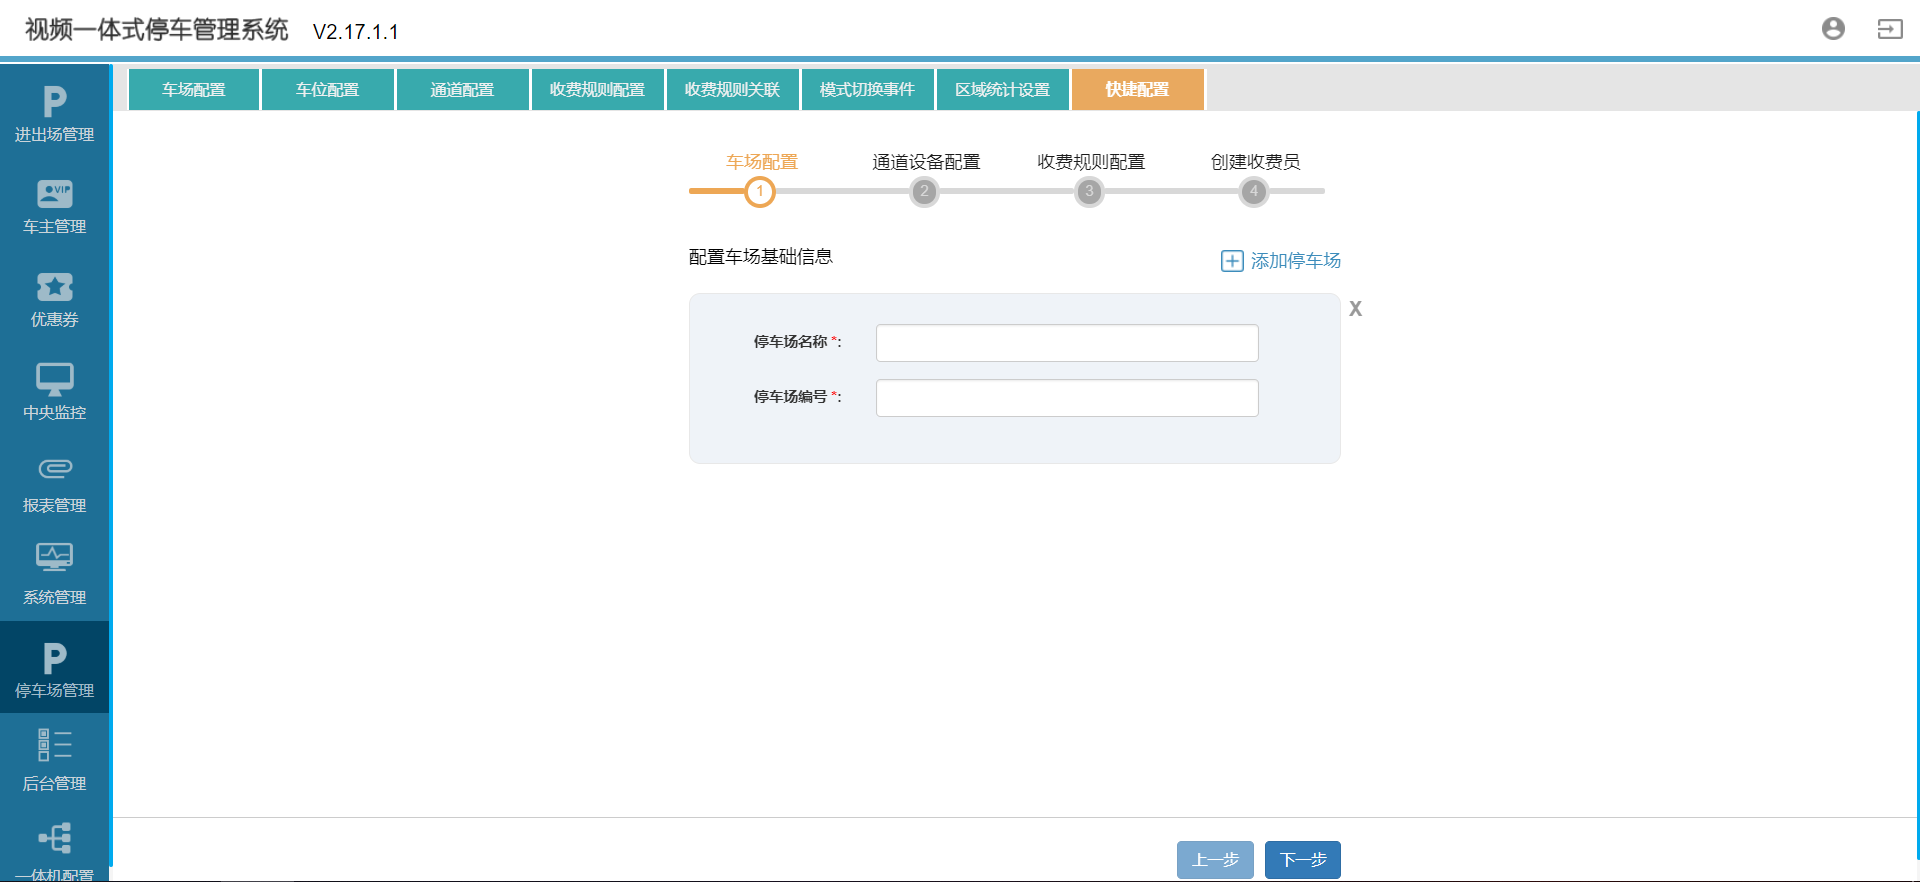 视频一体式停车管理系统 V2.17.1.1
车场配置 车位配置 通道配置 收费规则配置 收费规则关联 模式切换事件 区域统计设置 快捷配置
进出场管理
VIP
车主管理
优惠券
中央监控
报表管理
系统管理
停车场管理
后台管理
一体机配置
车场配置 通道设备配置 收费规则配置 创建收费员
1 2 3 4
配置车场基础信息 添加停车场
X
停车场名称 *:
停车场编号 *:
上一步 下一步